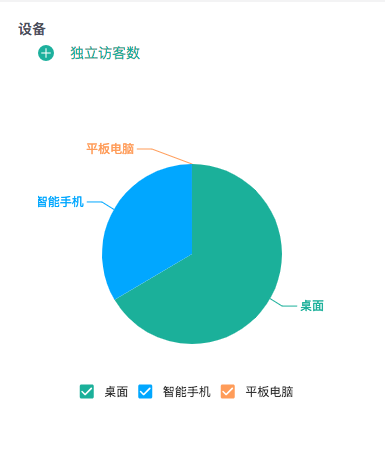 设备
独立访客数
平板电脑
智能手机
桌面
桌面 智能手机 平板电脑